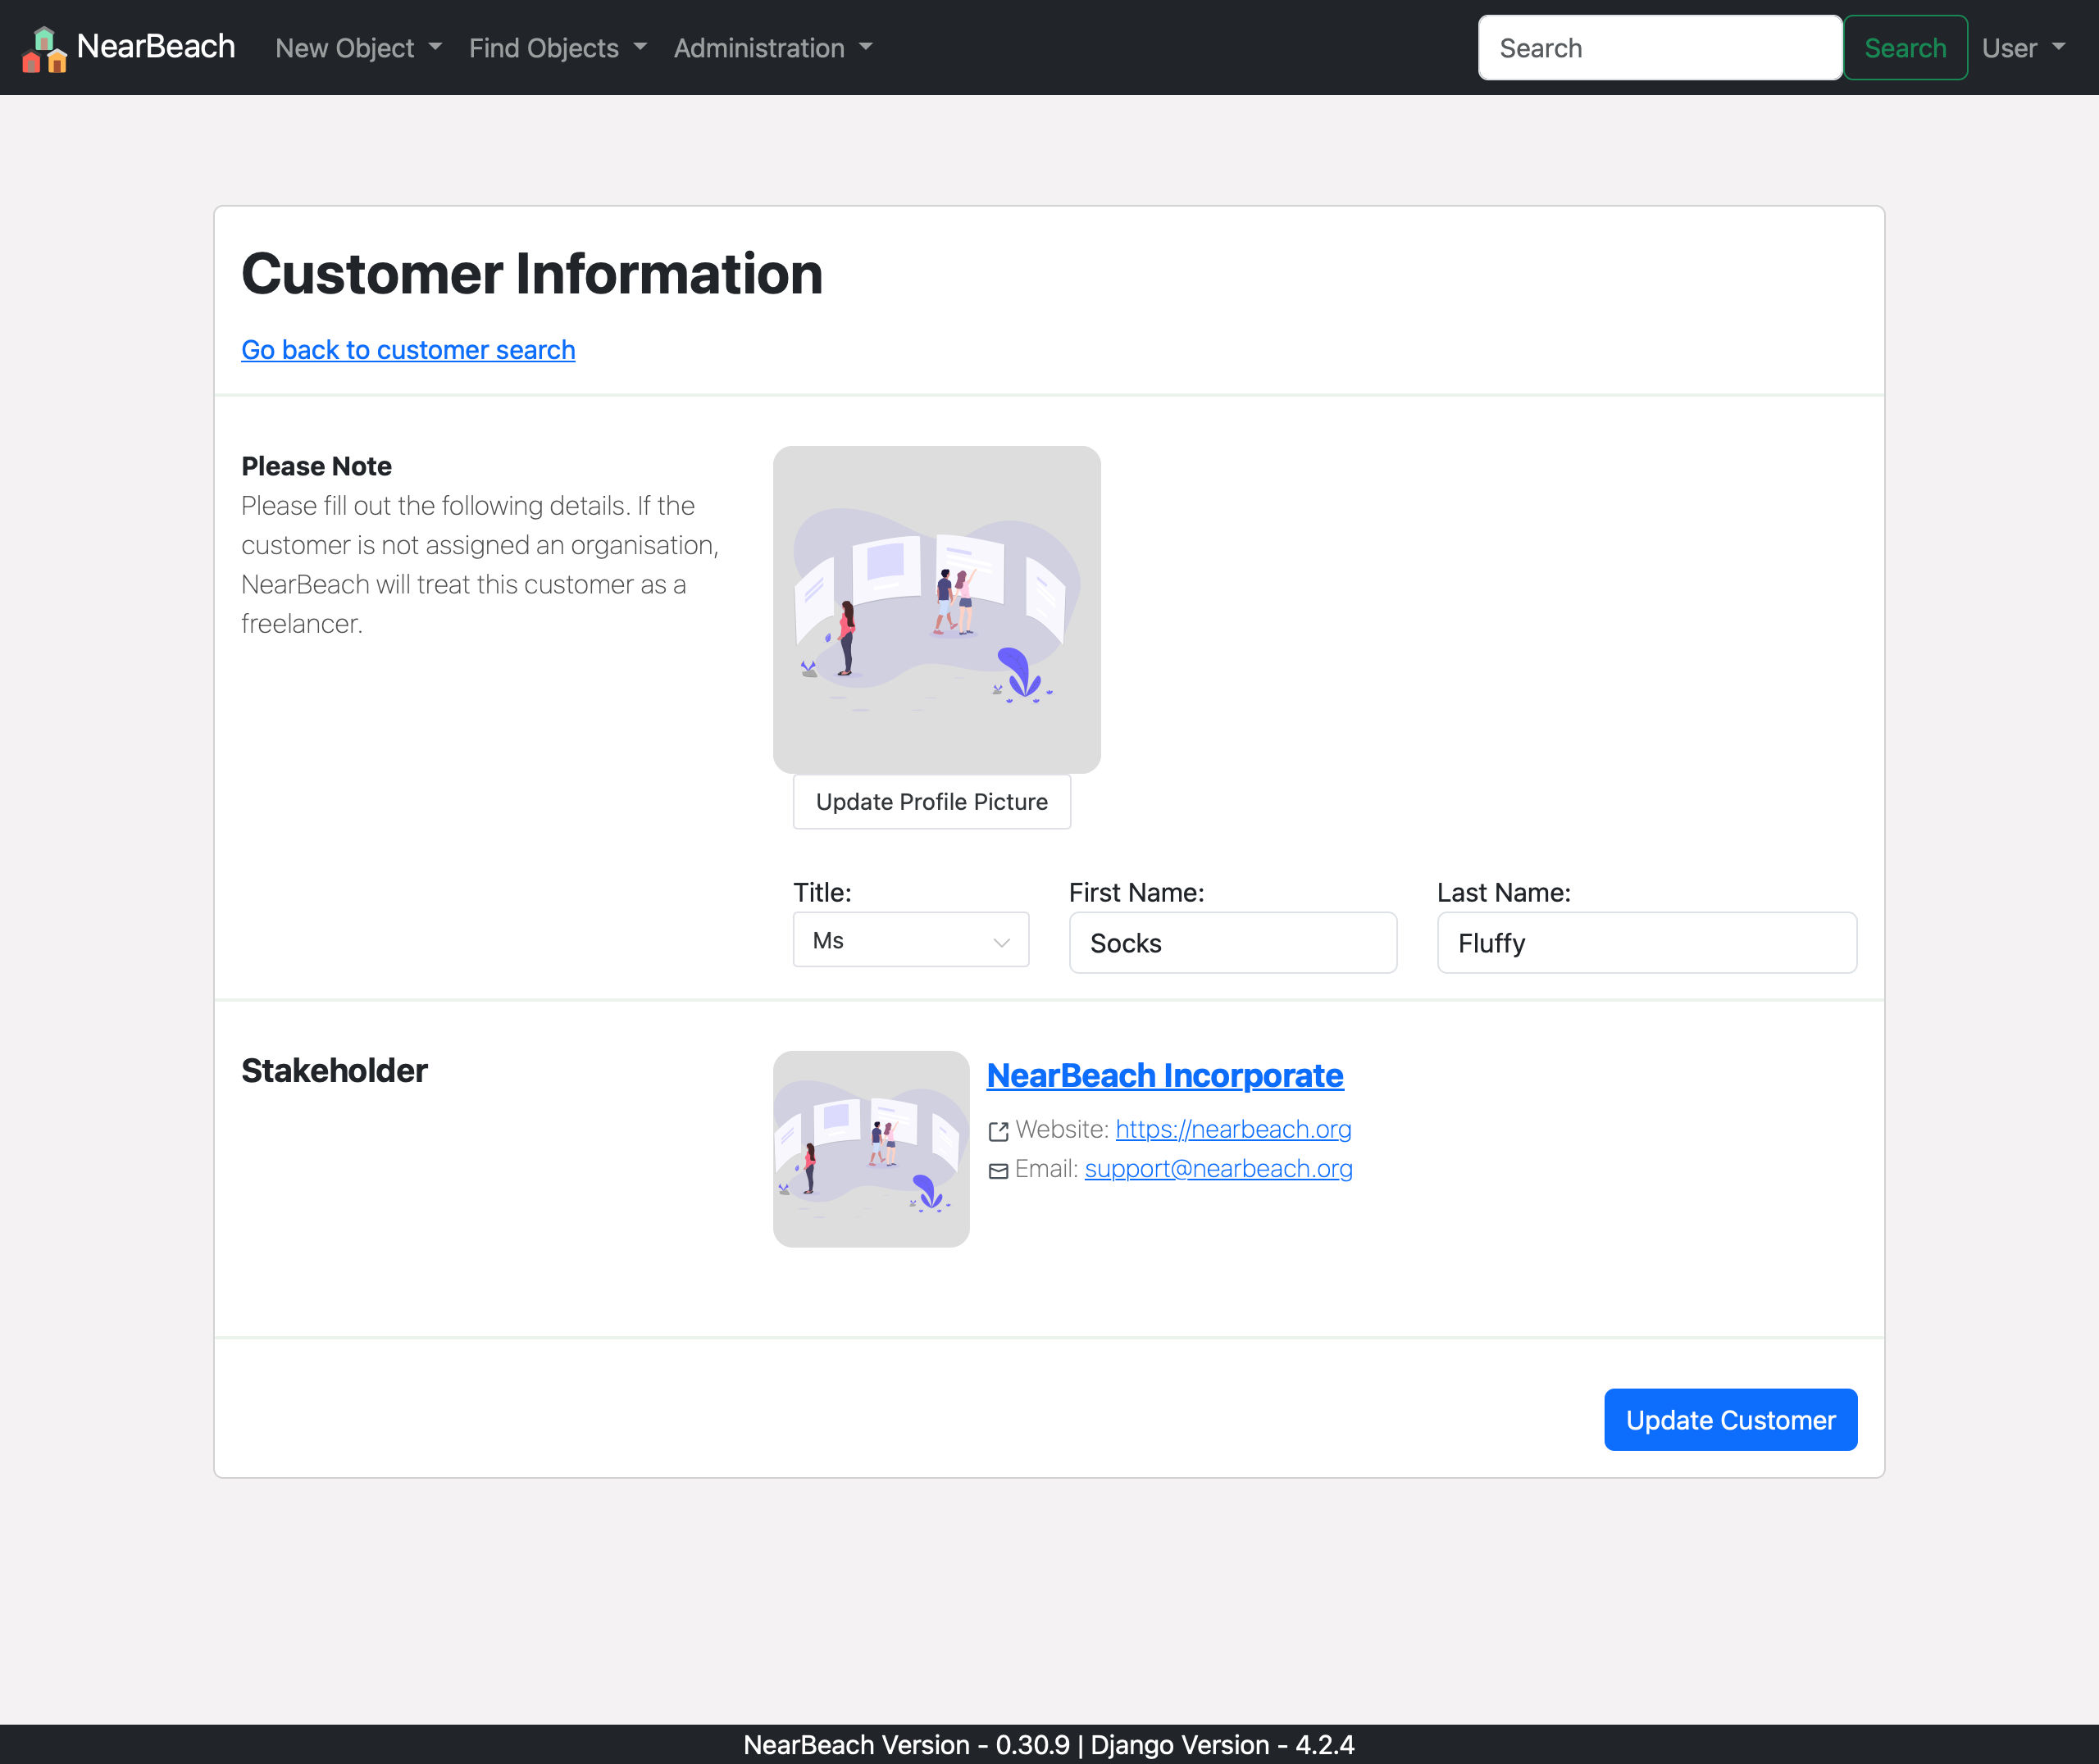 NearBeach New Object Find Objects Administration Search Search User
Customer Information
Go back to customer search
Please Note
Please fill out the following details. If the
customer is not assigned an organisation,
NearBeach will treat this customer as a
freelancer.
Update Profile Picture
Title: First Name: Last Name:
Ms Socks Fluffy
Stakeholder
NearBeach Incorporate
Website: https://nearbeach.org
Email: support@nearbeach.org
Update Customer
NearBeach Version - 0.30.9 | Django Version - 4.2.4